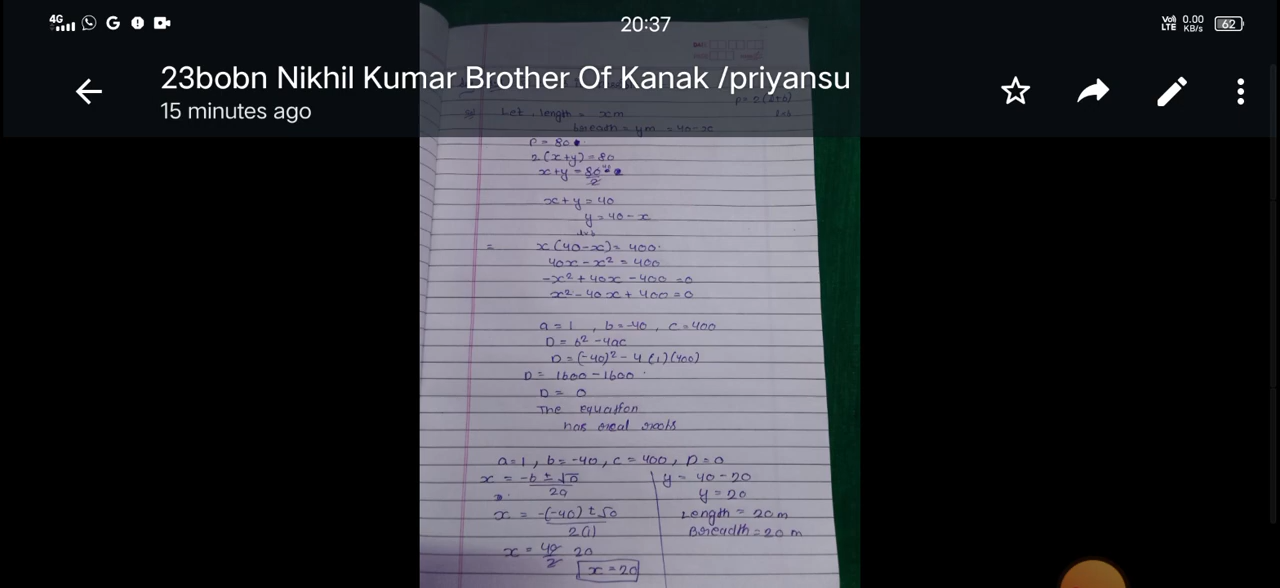 4G
20:37
Vo))
LTE
0.00
KB/s
62
23bobn Nikhil Kumar Brother Of Kanak /priyansu
15 minutes ago
Let, length = xm
breadth = ym = 40-x
P = 80
2(x+y) = 80
x+y = 80
2
x+y = 40
y = 40 - x
= x(40-x) = 400
40x - x² = 400
-x² + 40x - 400 = 0
x² - 40x + 400 = 0
a = 1 , b = -40 , c = 400
D = b² - 4ac
D = (-40)² - 4 (1)(400)
D = 1600 - 1600
D = 0
The equation
has real roots
a=1, b = -40, c = 400, D = 0
x = -b ± √D
2a
x = -(-40) ± √0
2(1)
x = 40 20
2
x = 20
y = 40 - 20
y = 20
Length = 20 m
Breadth = 20 m